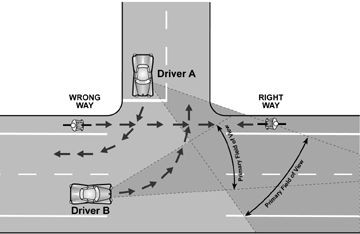 Driver A
WRONG
WAY
RIGHT
WAY
Primary Field of View
Primary Field of View
Driver B